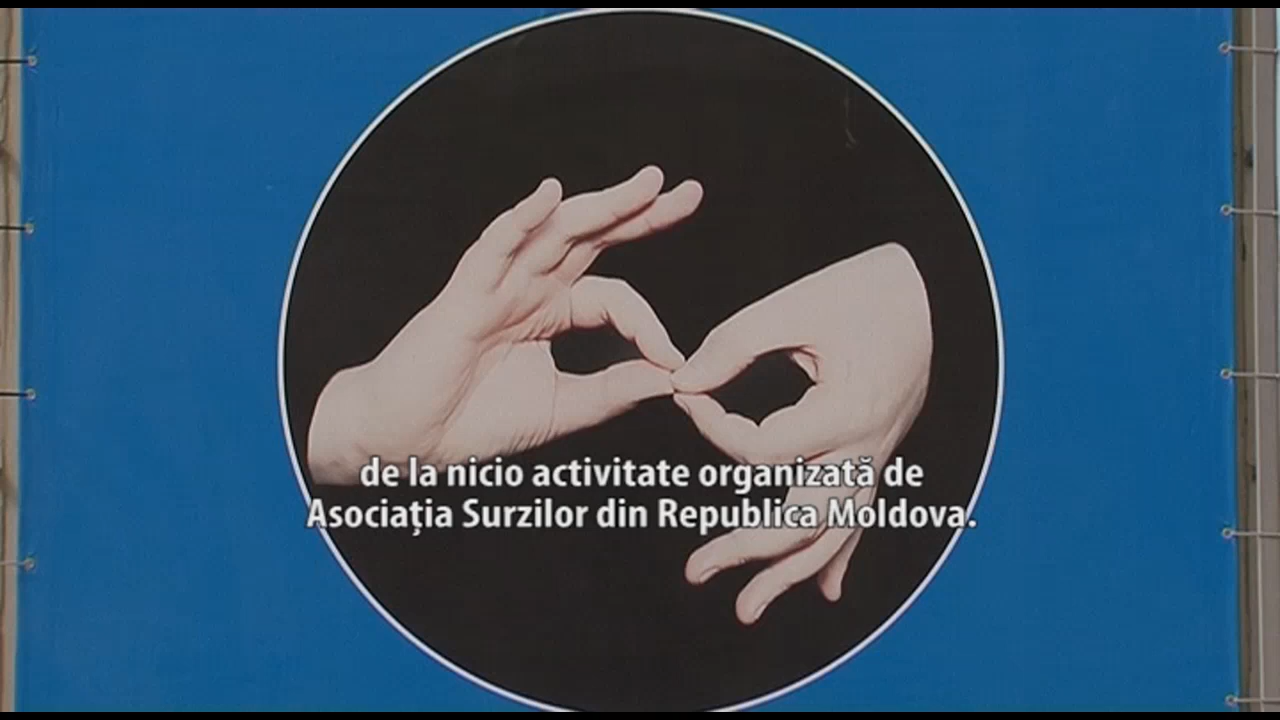 de la nicio activitate organizată de
Asociația Surzilor din Republica Moldova.